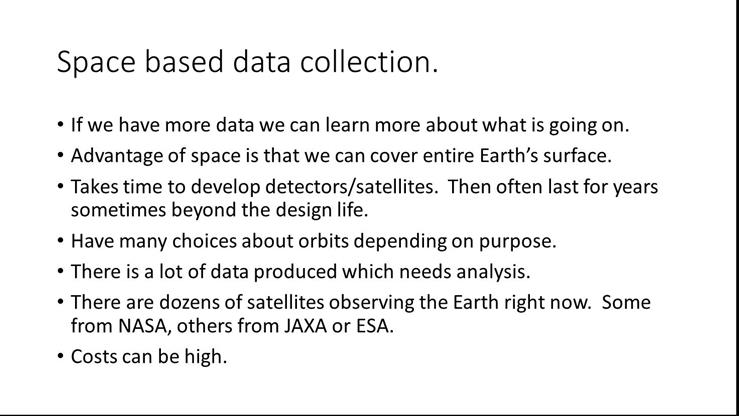 Space based data collection.
• If we have more data we can learn more about what is going on.
• Advantage of space is that we can cover entire Earth’s surface.
• Takes time to develop detectors/satellites.  Then often last for years
sometimes beyond the design life.
• Have many choices about orbits depending on purpose.
• There is a lot of data produced which needs analysis.
• There are dozens of satellites observing the Earth right now.  Some
from NASA, others from JAXA or ESA.
• Costs can be high.